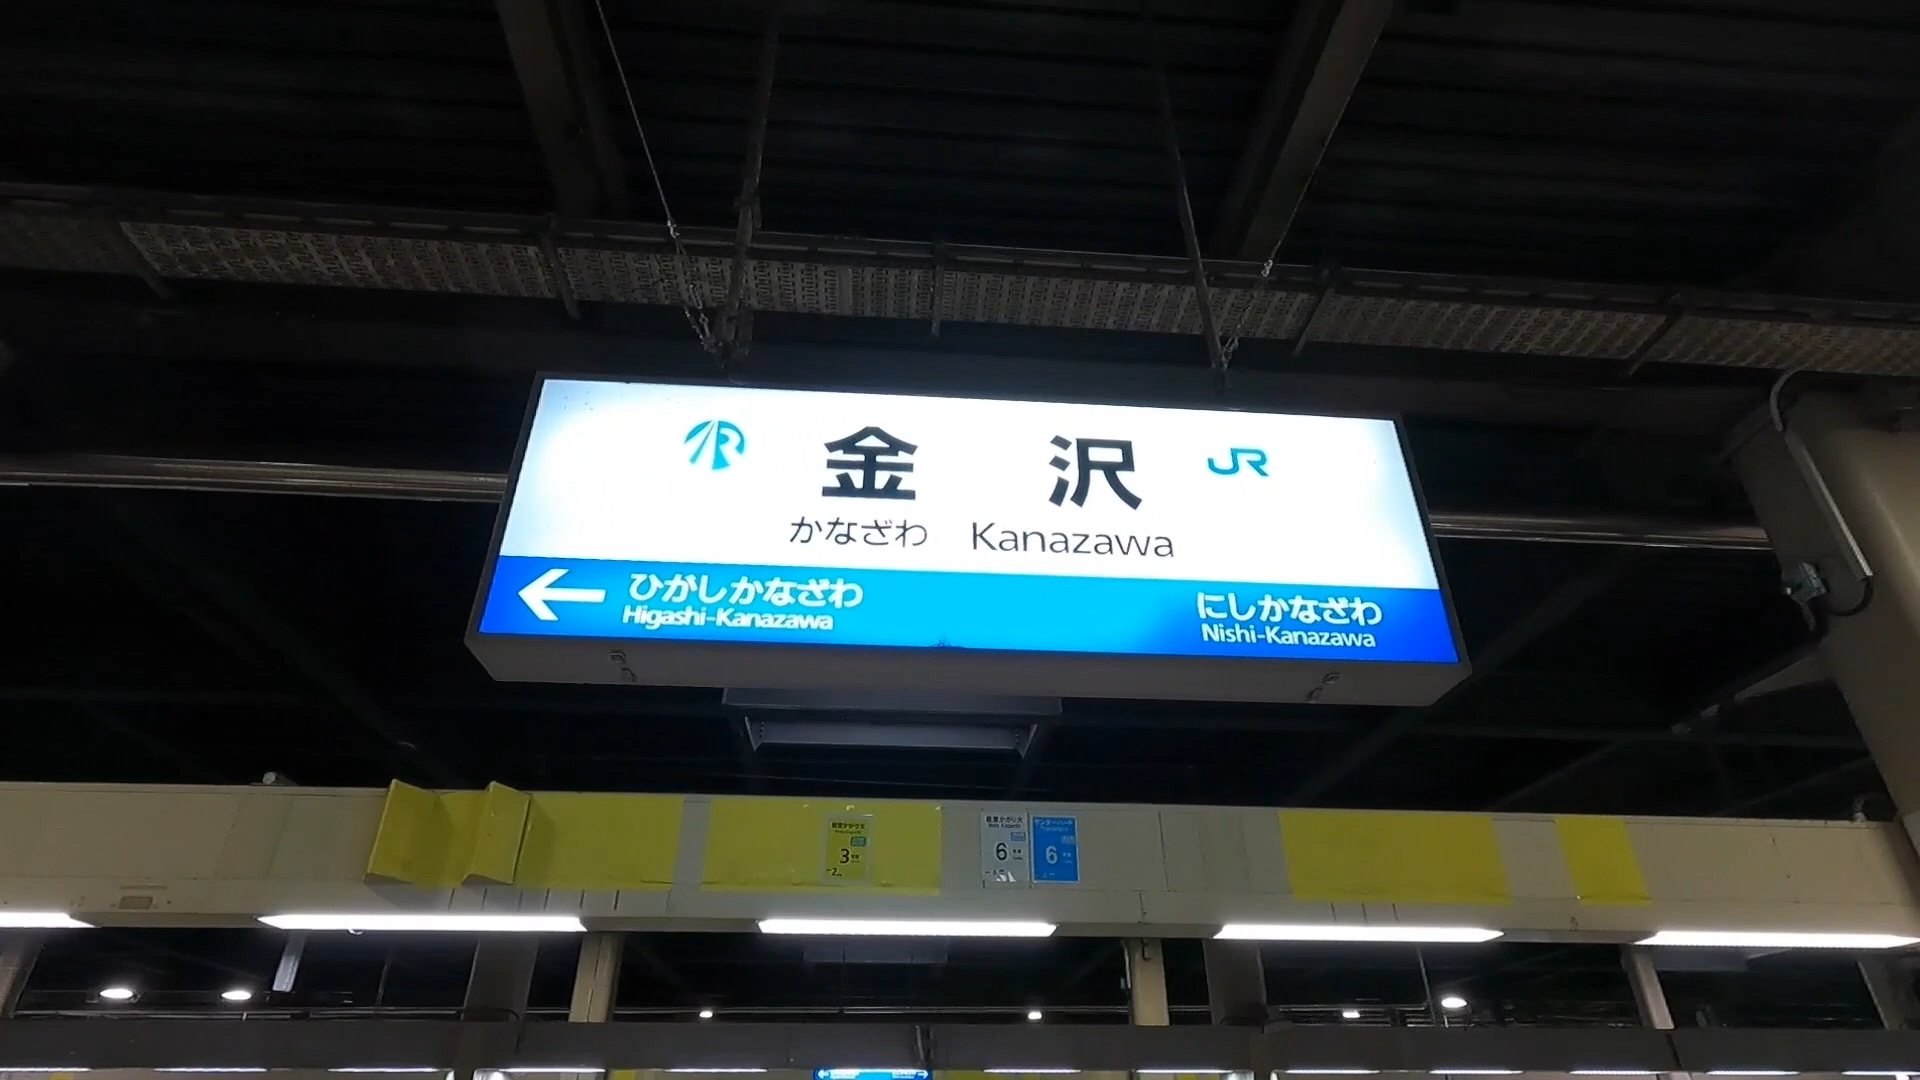 金沢
JR
かなざわ Kanazawa
← ひがしかなざわ
Higashi-Kanazawa
にしかなざわ
Nishi-Kanazawa
3
6
6